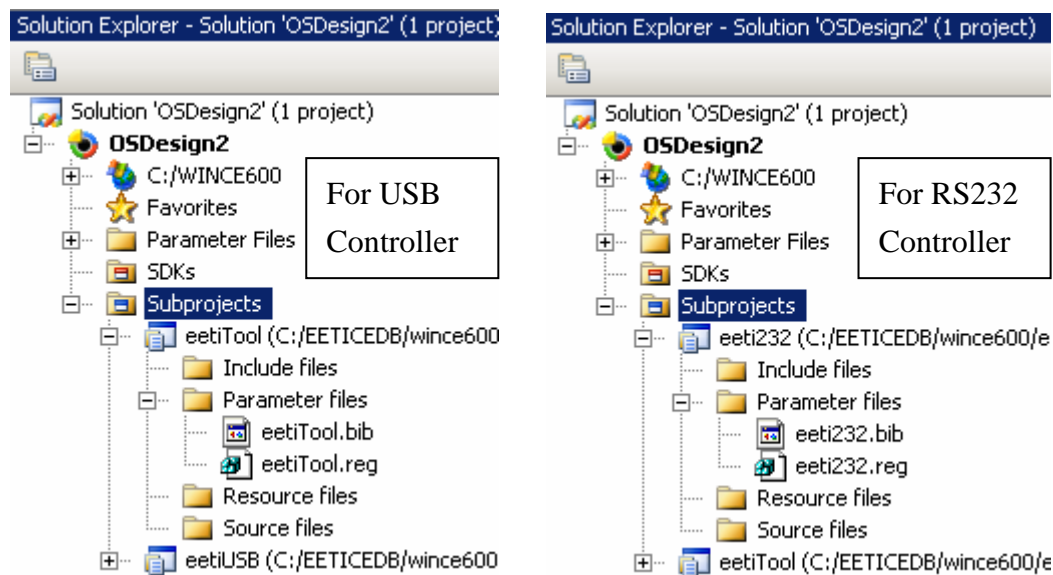 Solution Explorer - Solution 'OSDesign2' (1 project)
Solution 'OSDesign2' (1 project)
OSDesign2
C:/WINCE600
Favorites
Parameter Files
SDKs
Subprojects
eetiTool (C:/EETICEDB/wince600
Include files
Parameter files
eetiTool.bib
eetiTool.reg
Resource files
Source files
eetiUSB (C:/EETICEDB/wince600
For USB
Controller
Solution Explorer - Solution 'OSDesign2' (1 project)
Solution 'OSDesign2' (1 project)
OSDesign2
C:/WINCE600
Favorites
Parameter Files
SDKs
Subprojects
eeti232 (C:/EETICEDB/wince600/e
Include files
Parameter files
eeti232.bib
eeti232.reg
Resource files
Source files
eetiTool (C:/EETICEDB/wince600/e
For RS232
Controller